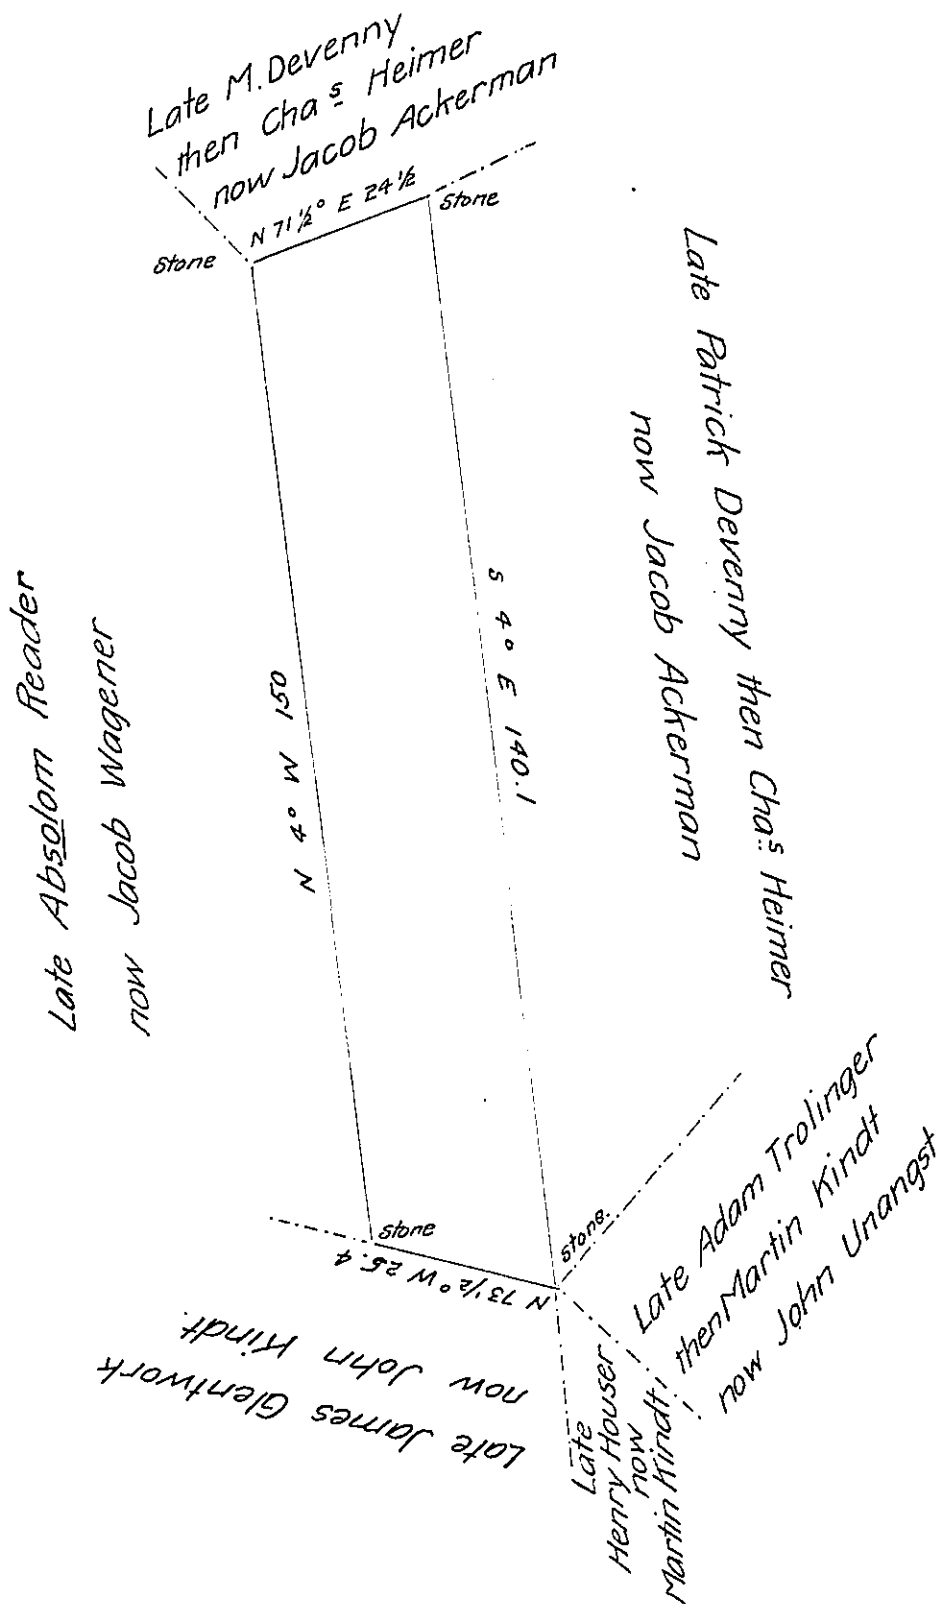 Late M. Devenny
then Chaˢ Heimer
now Jacob Ackerman
N 71½° E 24½
Stone
Stone
Late Patrick Devenny then Chaˢ Heimer
now Jacob Ackerman
S 4° E 140.1
N 4° W 150
Late Absolom Reader
now Jacob Wagener
Stone
Stone.
N 73½° W 25.4
Late James Glentwork
now John Kindt.
Late Adam Trolinger
then Martin Kindt
now John Unangst
Late
Henry Houser
now
Martin Kindt